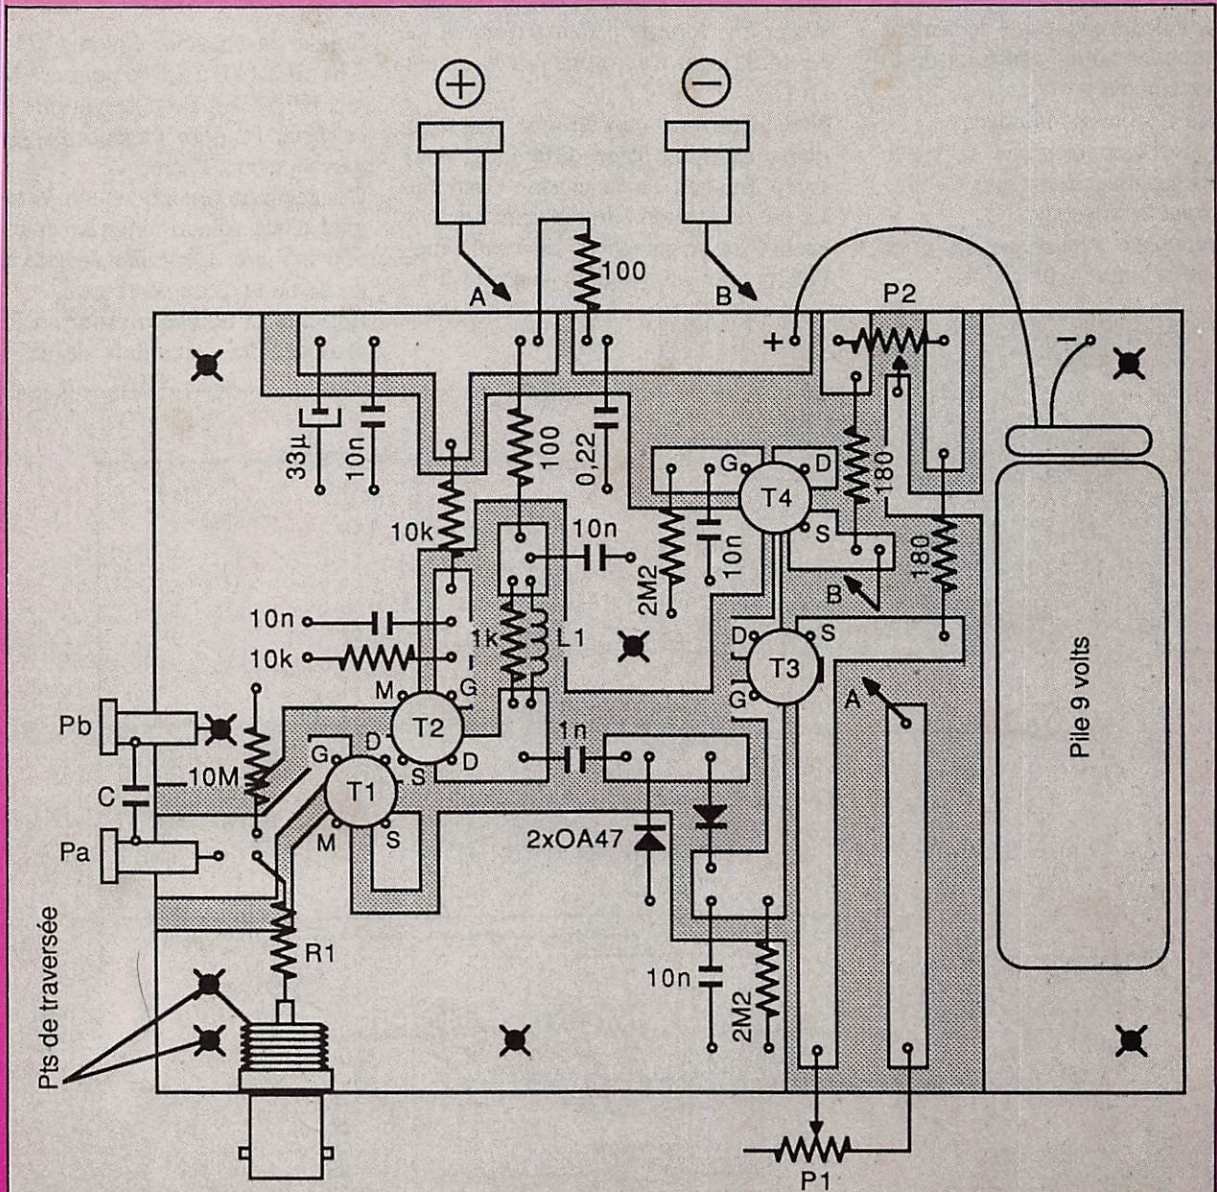 +
−
A
100
B
P2
+
−
33µ
10n
100
0,22
G
D
T4
S
180
10k
10n
2M2
10n
180
B
10n
1k
L1
D
S
T3
G
A
10k
M
G
Pb
T2
D
D
1n
10M
G
S
T1
C
M
S
2xOA47
Pa
Pile 9 volts
R1
10n
2M2
Pts de traversée
P1